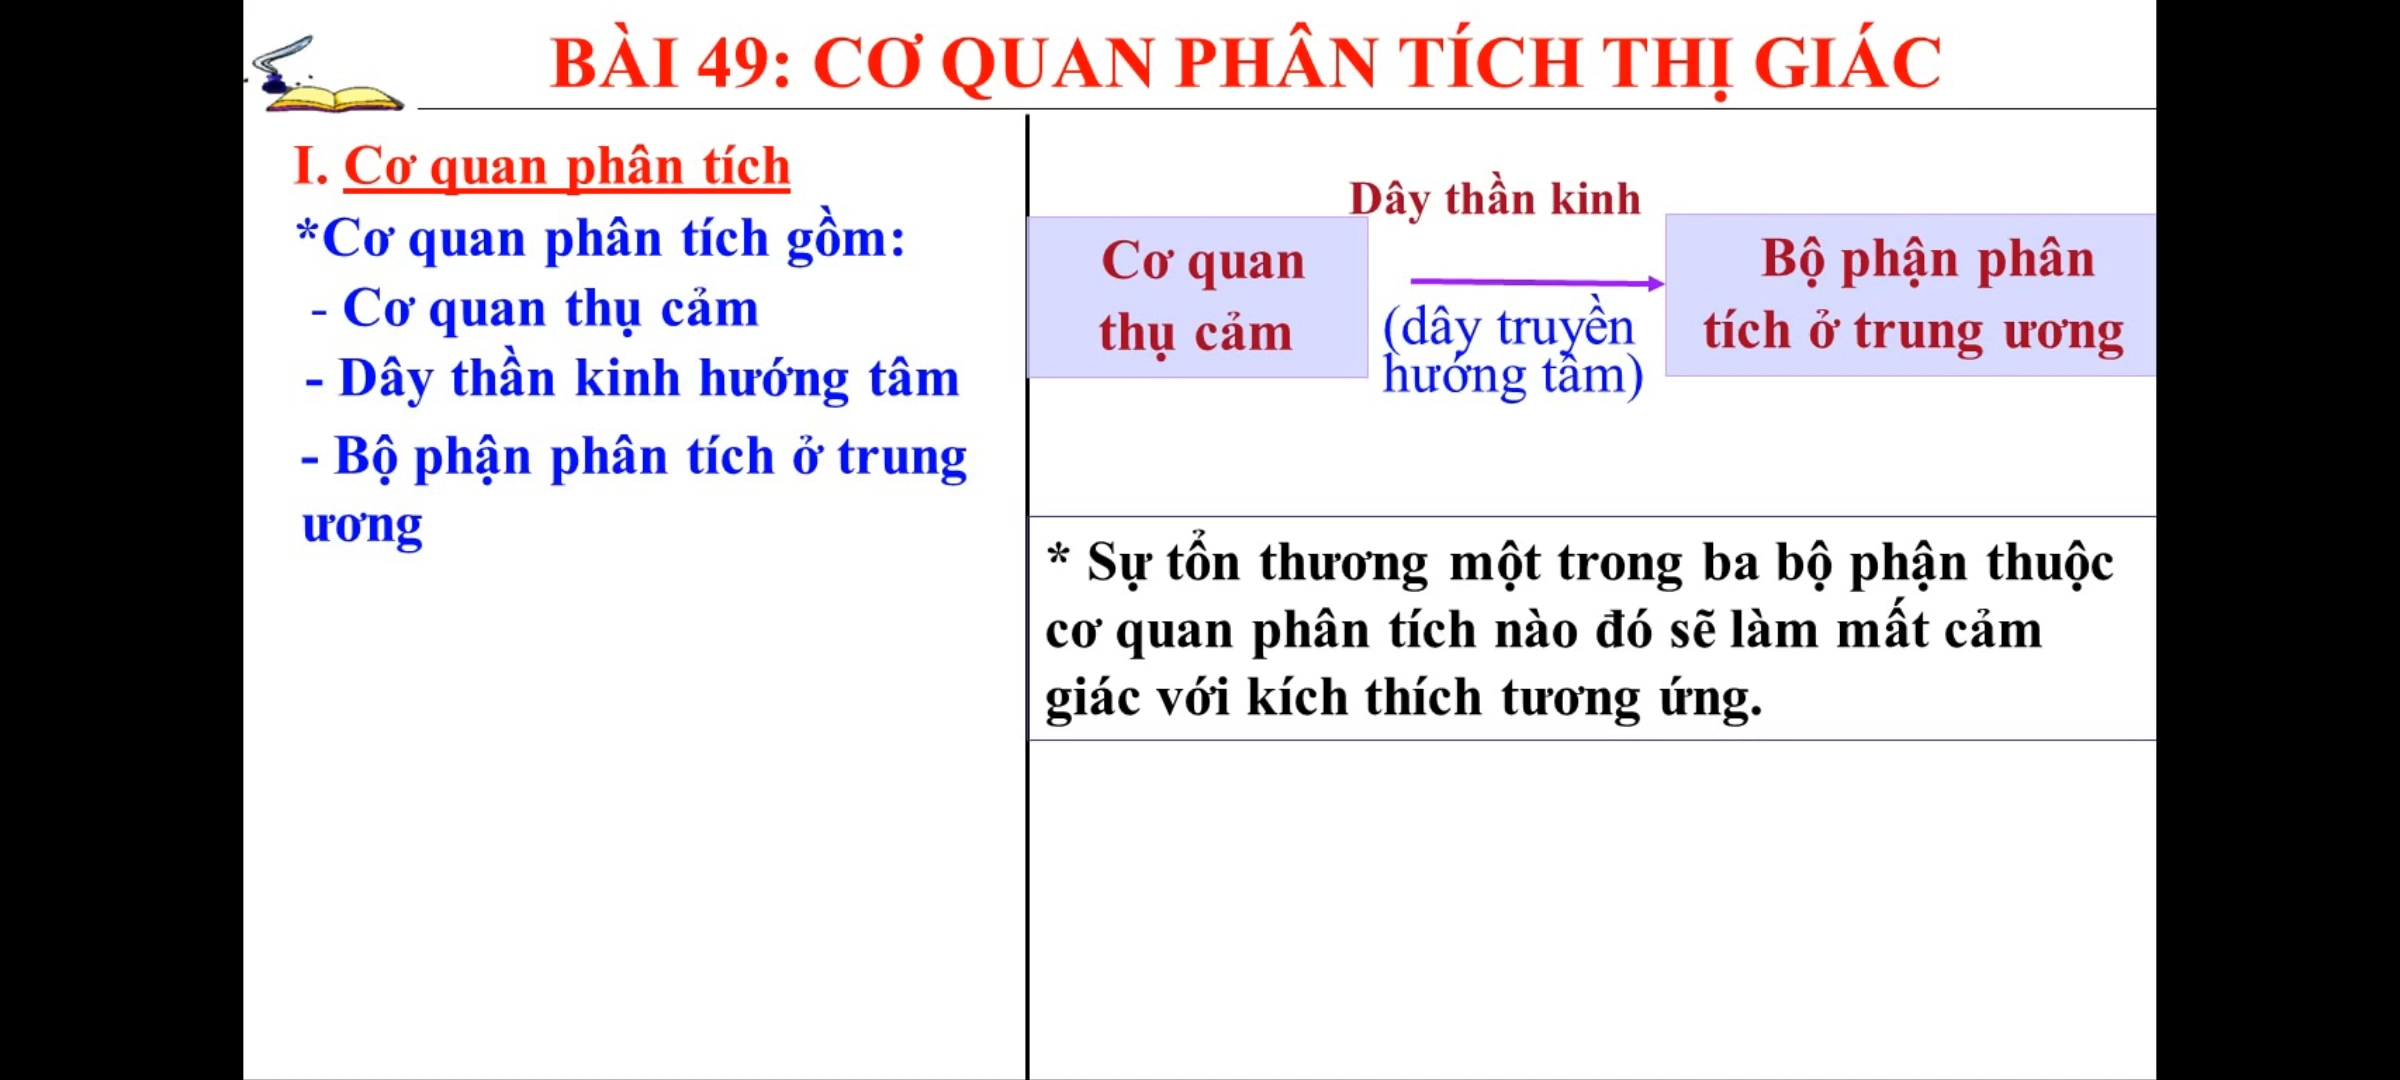 BÀI 49: CƠ QUAN PHÂN TÍCH THỊ GIÁC
I. Cơ quan phân tích
*Cơ quan phân tích gồm:
- Cơ quan thụ cảm
- Dây thần kinh hướng tâm
- Bộ phận phân tích ở trung
ương
Cơ quan
thụ cảm
Dây thần kinh
(dây truyền
hướng tâm)
Bộ phận phân
tích ở trung ương
* Sự tổn thương một trong ba bộ phận thuộc
cơ quan phân tích nào đó sẽ làm mất cảm
giác với kích thích tương ứng.